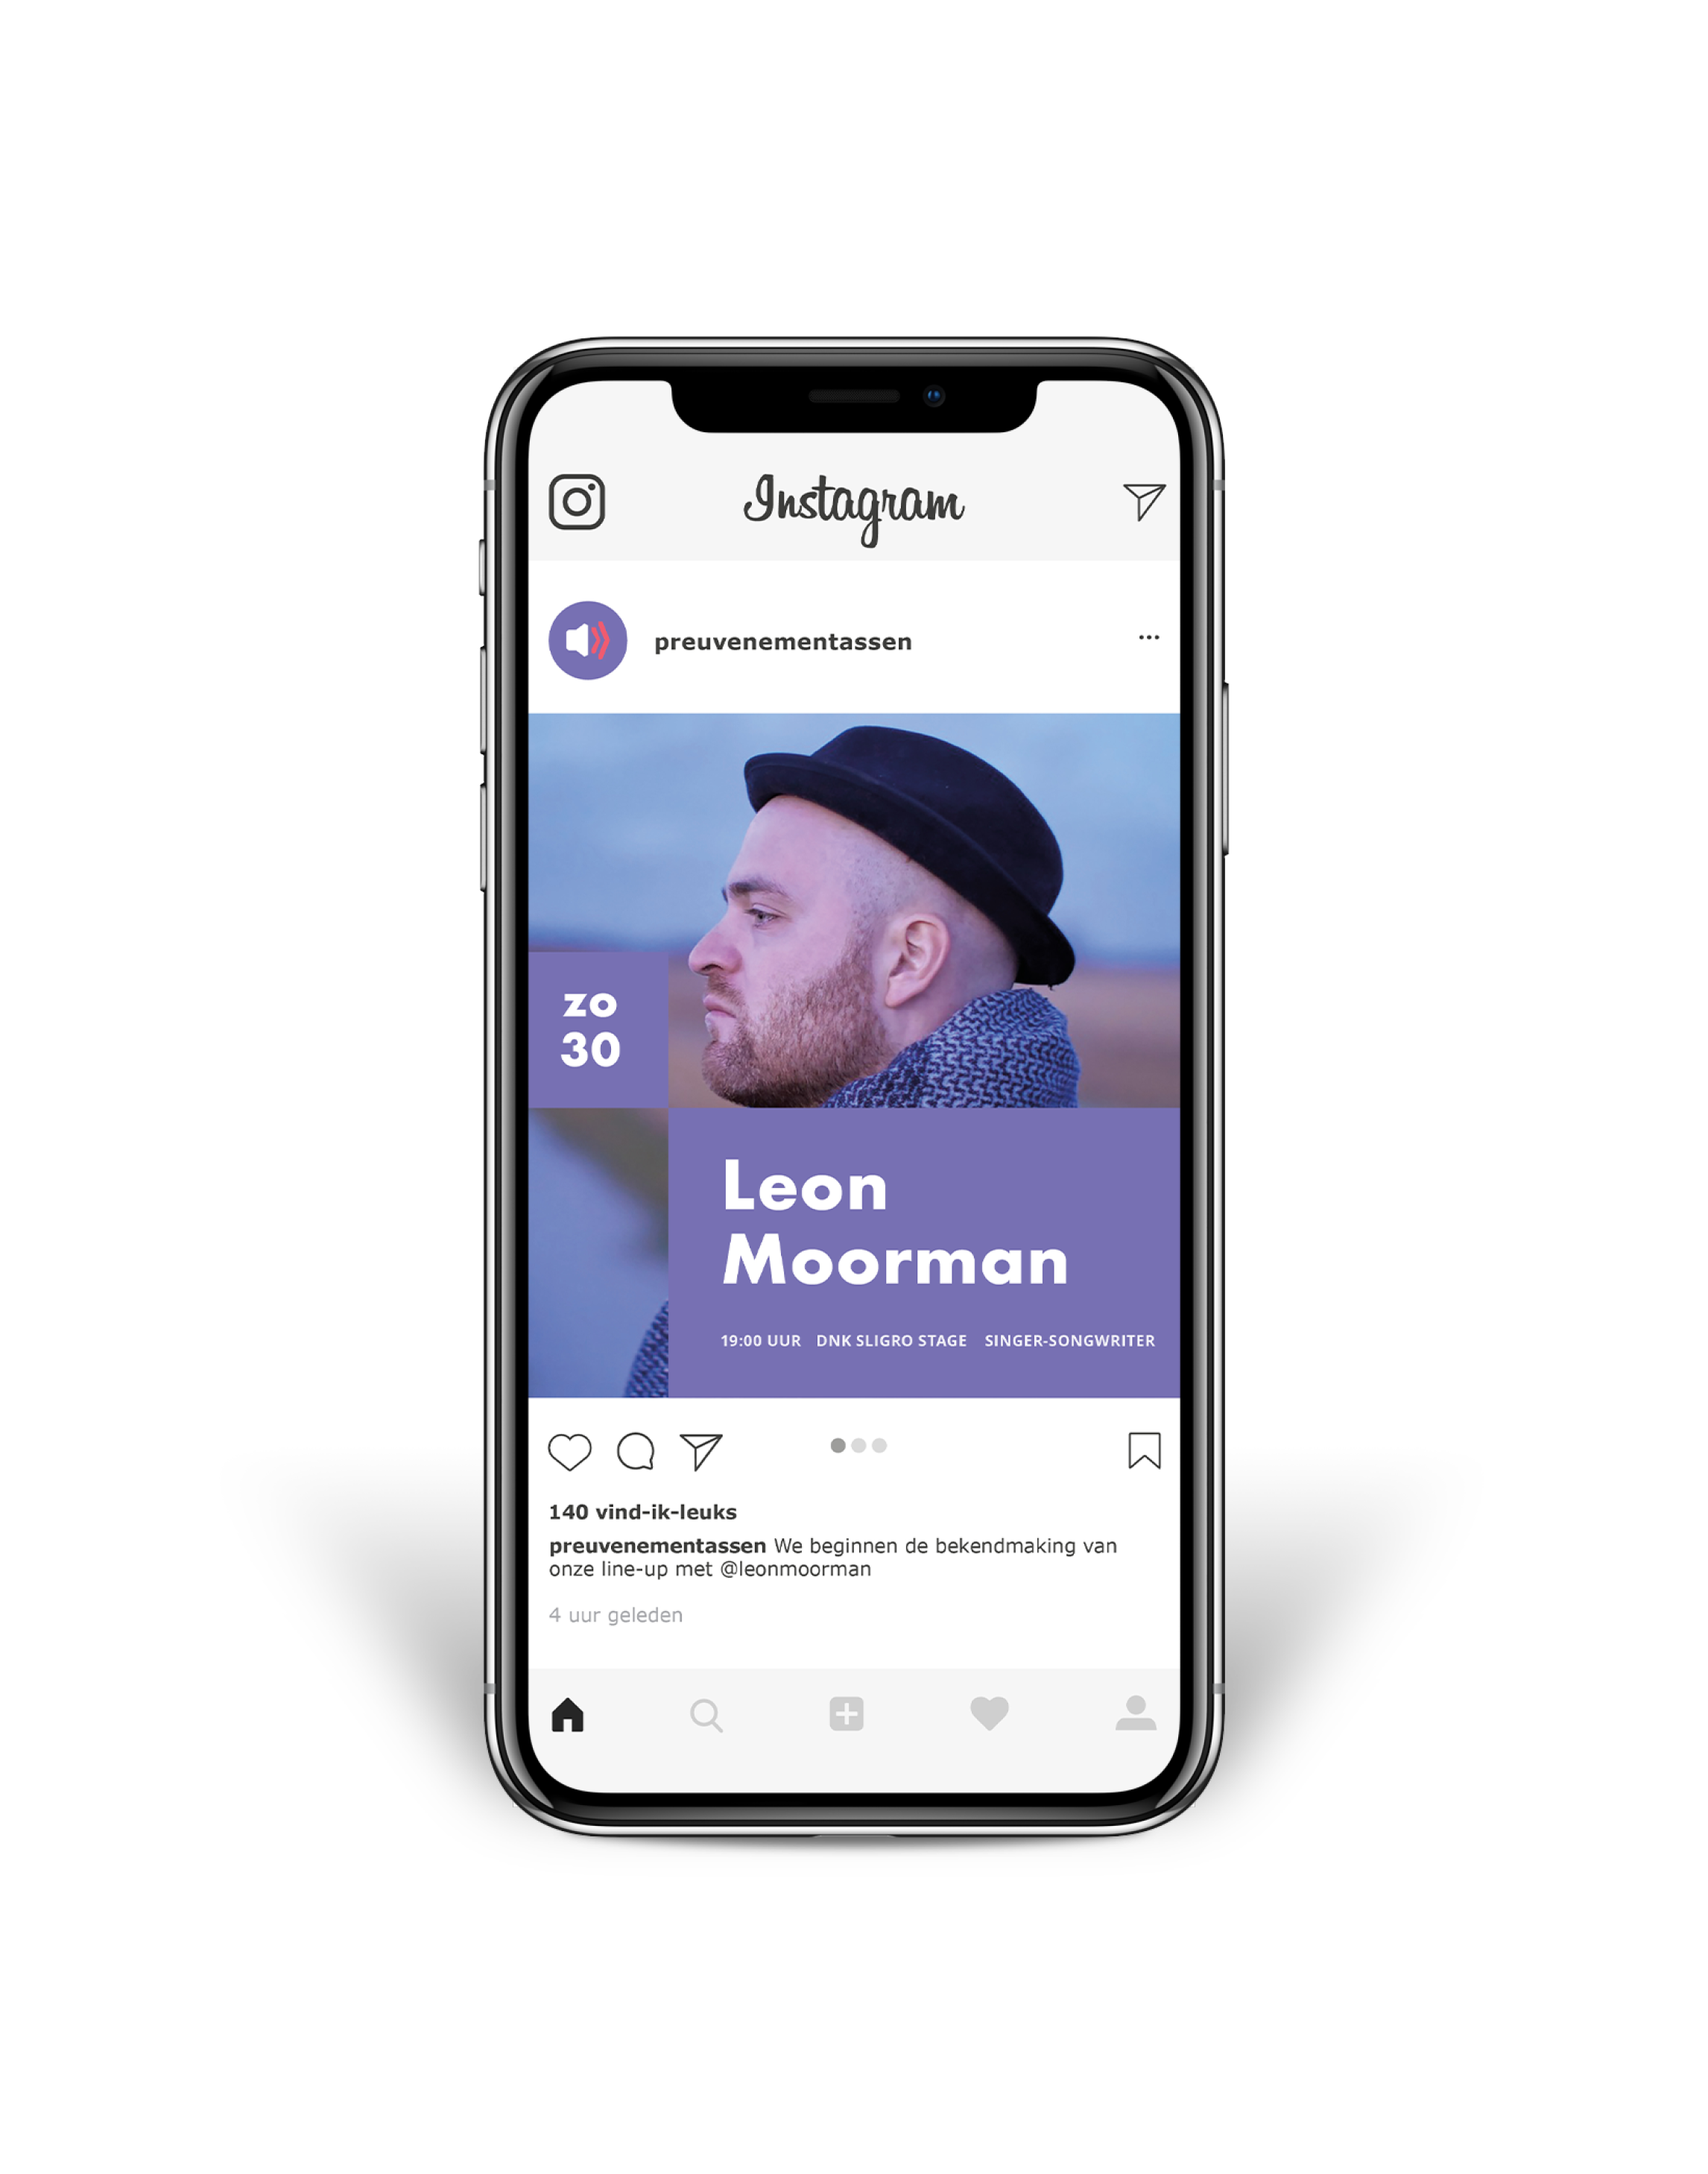 Instagram
preuvenementassen
zo
30
Leon
Moorman
19:00 UUR DNK SLIGRO STAGE SINGER-SONGWRITER
140 vind-ik-leuks
preuvenementassen We beginnen de bekendmaking van
onze line-up met @leonmoorman
4 uur geleden